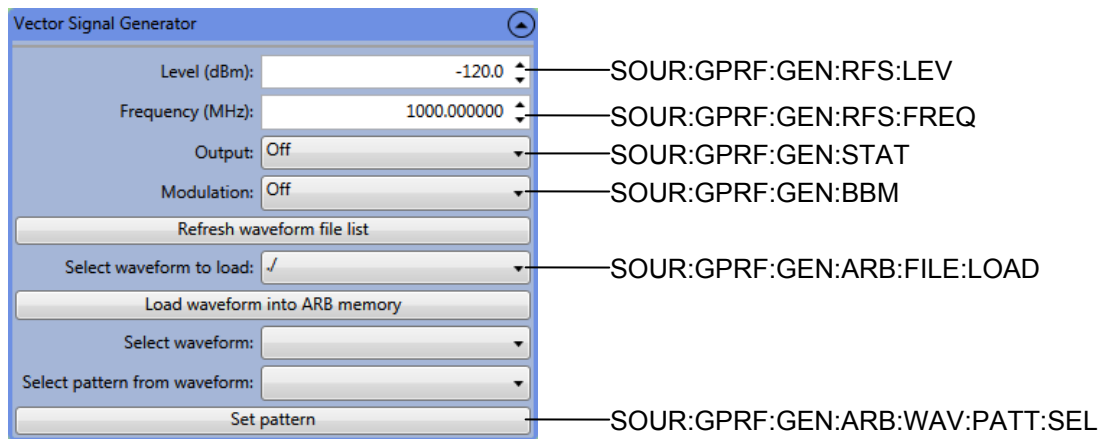 Vector Signal Generator
Level (dBm): -120.0 SOUR:GPRF:GEN:RFS:LEV
Frequency (MHz): 1000.000000 SOUR:GPRF:GEN:RFS:FREQ
Output: Off SOUR:GPRF:GEN:STAT
Modulation: Off SOUR:GPRF:GEN:BBM
Refresh waveform file list
Select waveform to load: ./ SOUR:GPRF:GEN:ARB:FILE:LOAD
Load waveform into ARB memory
Select waveform:
Select pattern from waveform:
Set pattern SOUR:GPRF:GEN:ARB:WAV:PATT:SEL